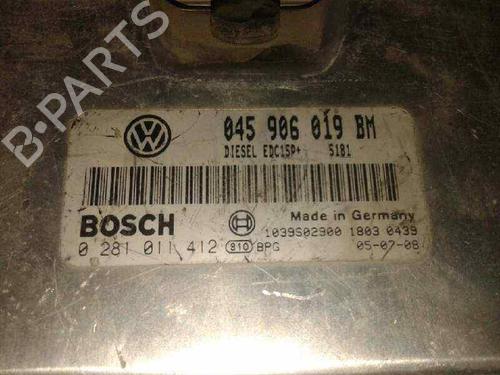 B-PARTS
045 906 019 BM
DIESEL EDC15P+ 5181
BOSCH
Made in Germany
1039S02900 1803 0439
0 281 011 412 810 BPG 05-07-08